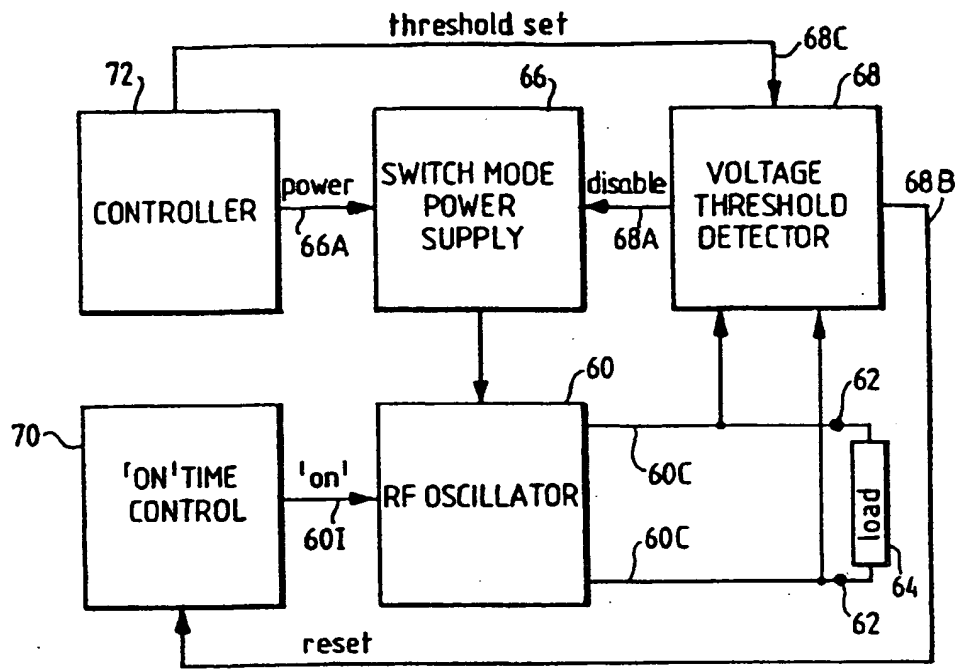 threshold set
68C
72
66
68
CONTROLLER
power
66A
SWITCH MODE
POWER
SUPPLY
disable
68A
VOLTAGE
THRESHOLD
DETECTOR
68B
60
62
70
'ON' TIME
CONTROL
'on'
60I
RF OSCILLATOR
60C
60C
load
64
62
reset